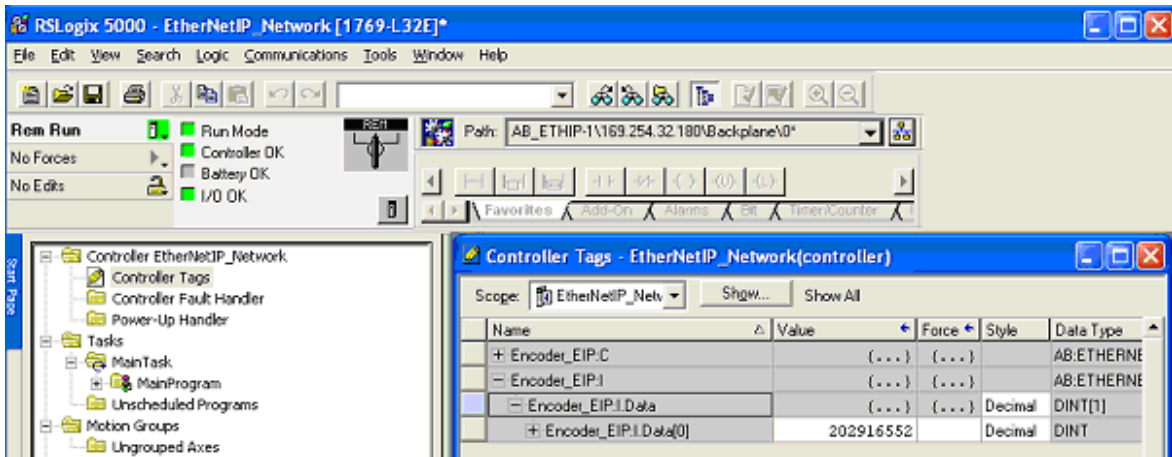 RSLogix 5000 - EtherNetIP_Network [1769-L32E]*
File Edit View Search Logic Communications Tools Window Help
Rem Run
Run Mode
REM
Path: AB_ETHIP-1\169.254.32.180\Backplane\0*
No Forces
Controller OK
Battery OK
No Edits
I/O OK
Favorites Add-On Alarms Bit Timer/Counter
Start Page
Controller EtherNetIP_Network
Controller Tags
Controller Fault Handler
Power-Up Handler
Tasks
MainTask
MainProgram
Unscheduled Programs
Motion Groups
Ungrouped Axes
Controller Tags - EtherNetIP_Network(controller)
Scope: EtherNetIP_Netw Show... Show All
Name Value Force Style Data Type
Encoder_EIP:C {...} {...} AB:ETHERNE
Encoder_EIP:I {...} {...} AB:ETHERNE
Encoder_EIP:I.Data {...} {...} Decimal DINT[1]
Encoder_EIP:I.Data[0] 202916552 Decimal DINT